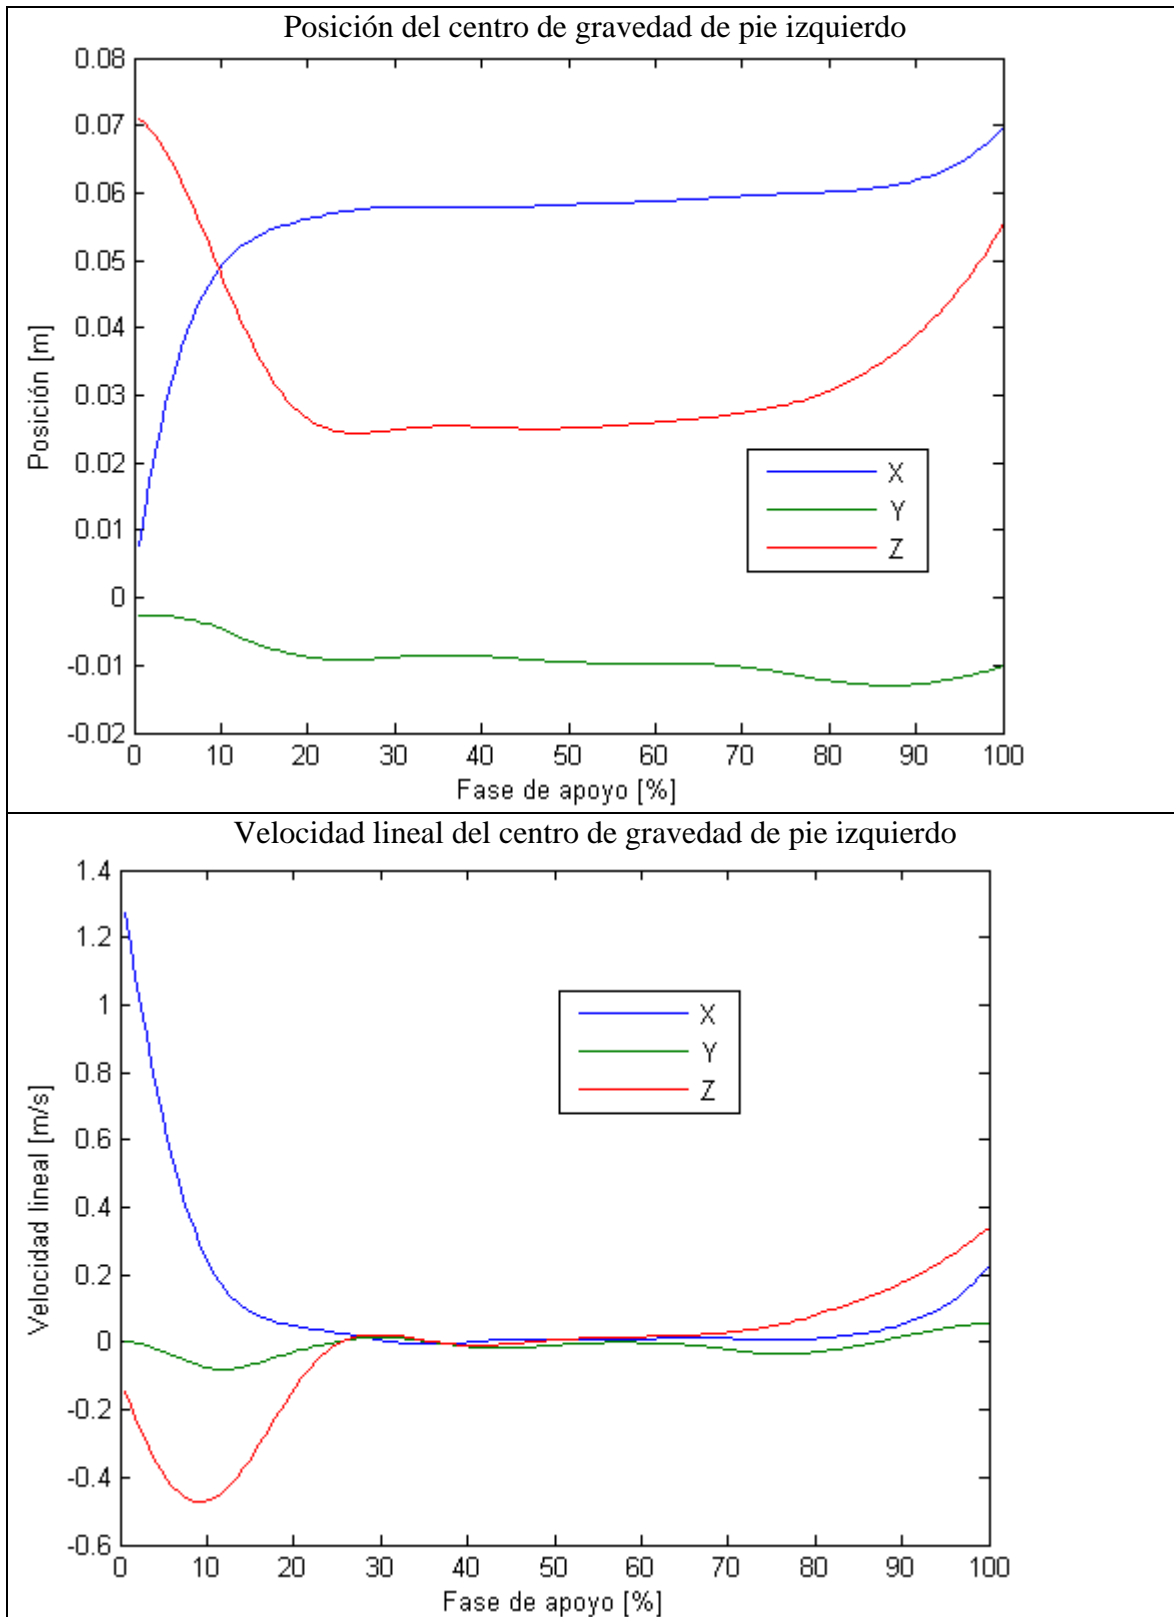 Posición del centro de gravedad de pie izquierdo
0.08
0.07
0.06
0.05
0.04
0.03
0.02
0.01
0
-0.01
-0.02
Posición [m]
X
Y
Z
0 10 20 30 40 50 60 70 80 90 100
Fase de apoyo [%]
Velocidad lineal del centro de gravedad de pie izquierdo
1.4
1.2
1
0.8
0.6
0.4
0.2
0
-0.2
-0.4
-0.6
Velocidad lineal [m/s]
X
Y
Z
0 10 20 30 40 50 60 70 80 90 100
Fase de apoyo [%]